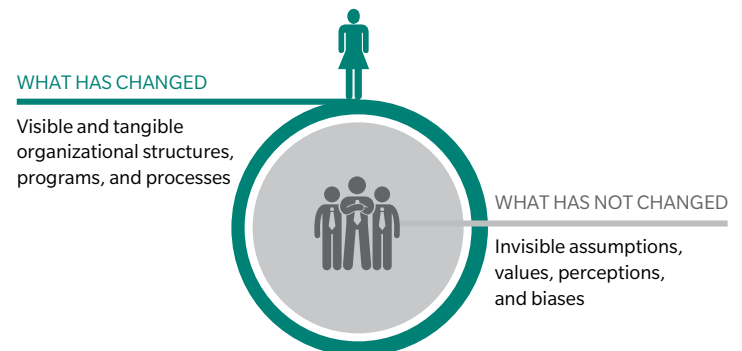 WHAT HAS CHANGED
Visible and tangible
organizational structures,
programs, and processes
WHAT HAS NOT CHANGED
Invisible assumptions,
values, perceptions,
and biases